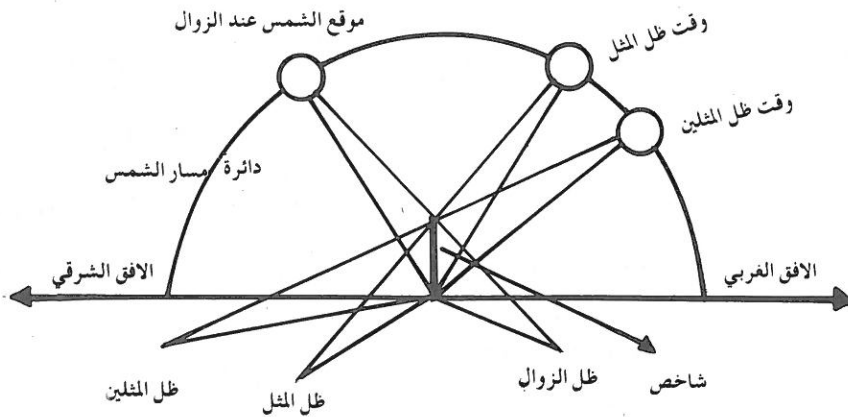 وقت ظل المثل
موقع الشمس عند الزوال
وقت ظل المثلين
دائرة مسار الشمس
الافق الغربي
الافق الشرقي
شاخص
ظل الزوال
ظل المثل
ظل المثلين